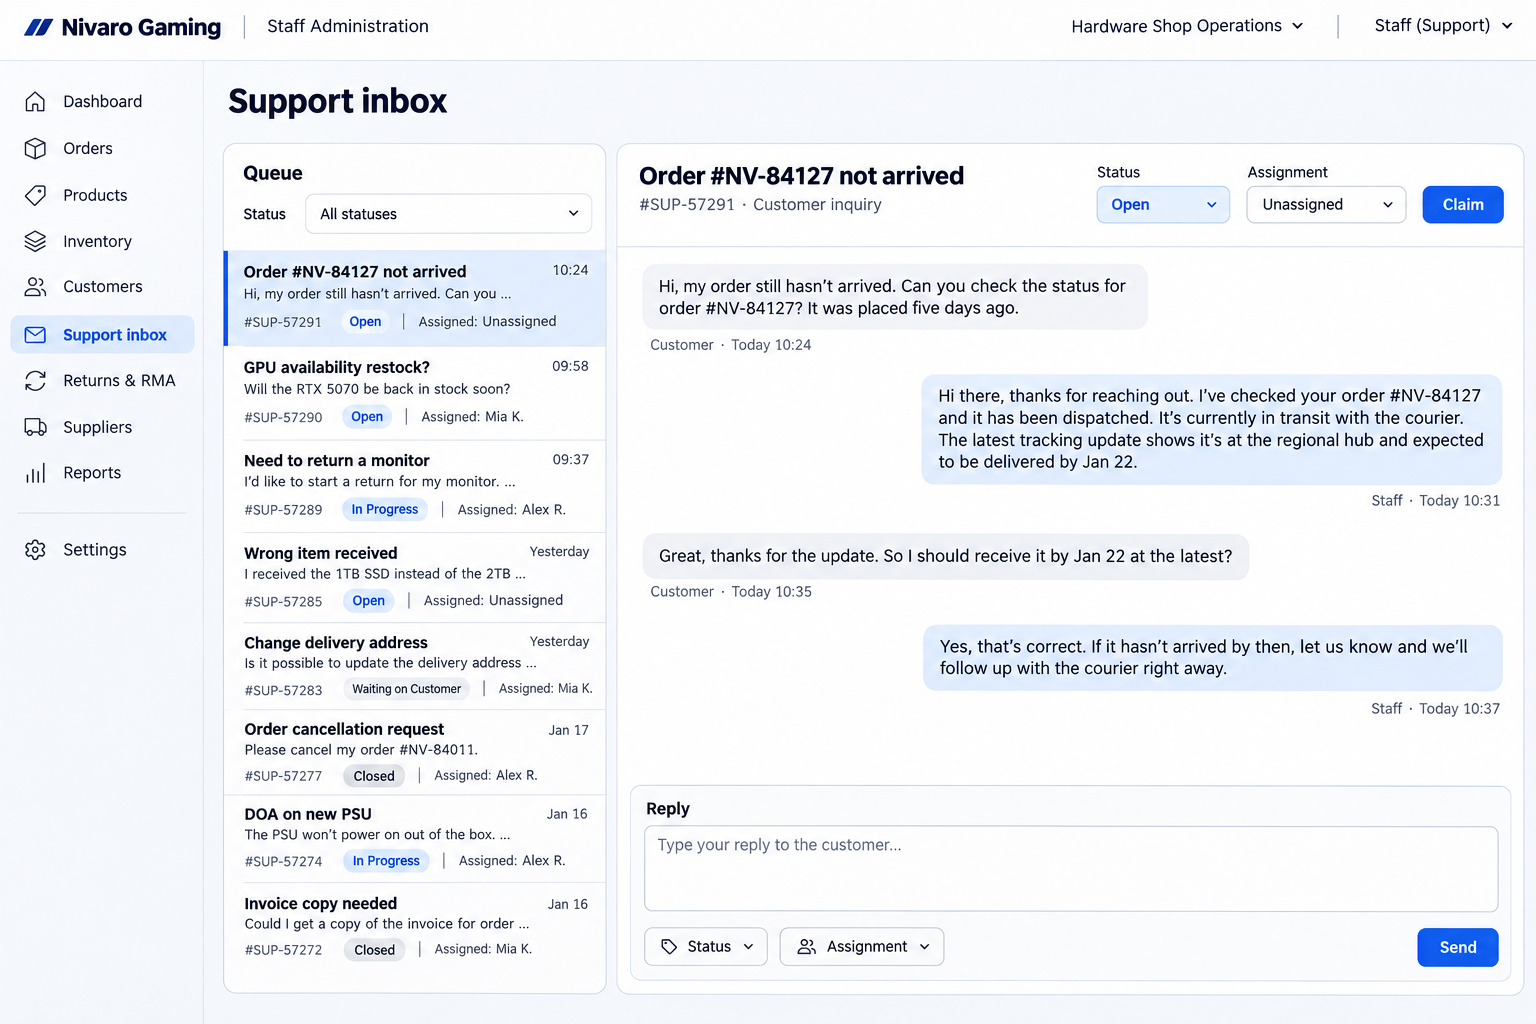 Nivaro Gaming
Staff Administration
Hardware Shop Operations
Staff (Support)
Dashboard
Orders
Products
Inventory
Customers
Support inbox
Returns & RMA
Suppliers
Reports
Settings
Support inbox
Queue
Status
All statuses
Order #NV-84127 not arrived
10:24
Hi, my order still hasn’t arrived. Can you ...
#SUP-57291
Open
Assigned: Unassigned
GPU availability restock?
09:58
Will the RTX 5070 be back in stock soon?
#SUP-57290
Open
Assigned: Mia K.
Need to return a monitor
09:37
I’d like to start a return for my monitor. ...
#SUP-57289
In Progress
Assigned: Alex R.
Wrong item received
Yesterday
I received the 1TB SSD instead of the 2TB ...
#SUP-57285
Open
Assigned: Unassigned
Change delivery address
Yesterday
Is it possible to update the delivery address ...
#SUP-57283
Waiting on Customer
Assigned: Mia K.
Order cancellation request
Jan 17
Please cancel my order #NV-84011.
#SUP-57277
Closed
Assigned: Alex R.
DOA on new PSU
Jan 16
The PSU won’t power on out of the box. ...
#SUP-57274
In Progress
Assigned: Alex R.
Invoice copy needed
Jan 16
Could I get a copy of the invoice for order ...
#SUP-57272
Closed
Assigned: Mia K.
Order #NV-84127 not arrived
#SUP-57291 · Customer inquiry
Status
Open
Assignment
Unassigned
Claim
Hi, my order still hasn’t arrived. Can you check the status for
order #NV-84127? It was placed five days ago.
Customer · Today 10:24
Hi there, thanks for reaching out. I’ve checked your order #NV-84127
and it has been dispatched. It’s currently in transit with the courier.
The latest tracking update shows it’s at the regional hub and expected
to be delivered by Jan 22.
Staff · Today 10:31
Great, thanks for the update. So I should receive it by Jan 22 at the latest?
Customer · Today 10:35
Yes, that’s correct. If it hasn’t arrived by then, let us know and we’ll
follow up with the courier right away.
Staff · Today 10:37
Reply
Type your reply to the customer...
Status
Assignment
Send